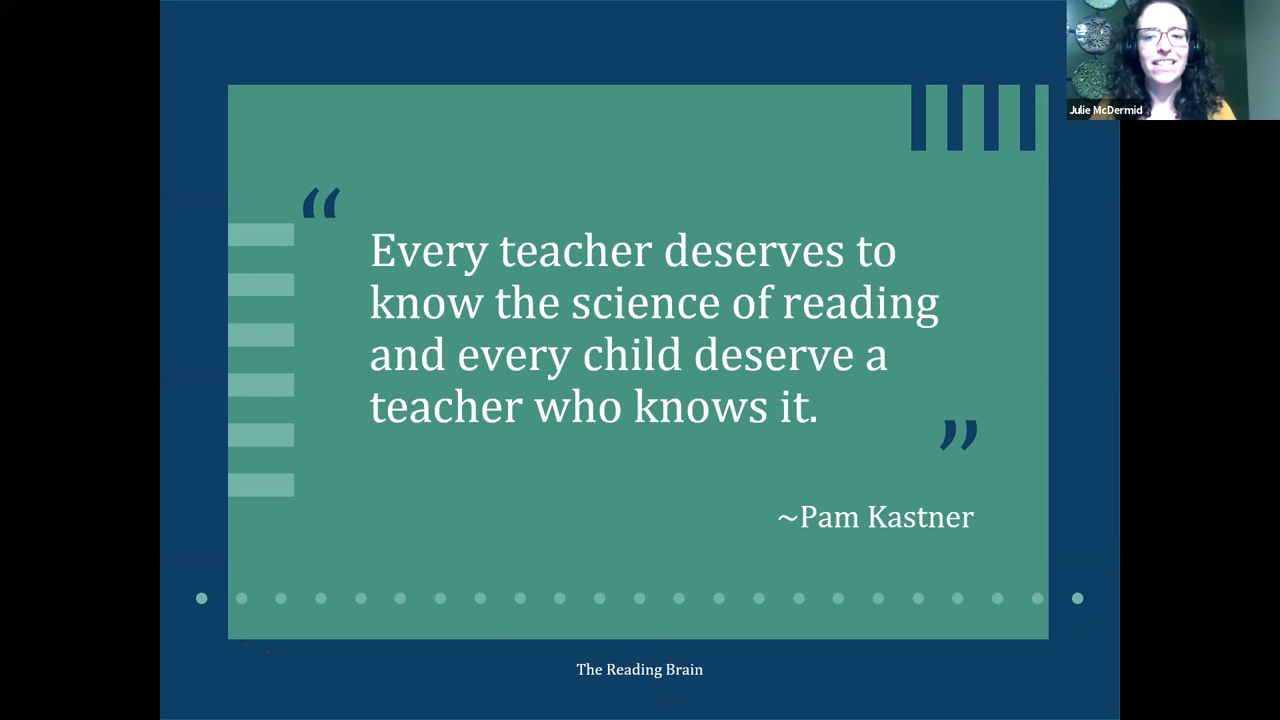 Julie McDermid
“
Every teacher deserves to
know the science of reading
and every child deserve a
teacher who knows it.
”
~Pam Kastner
The Reading Brain